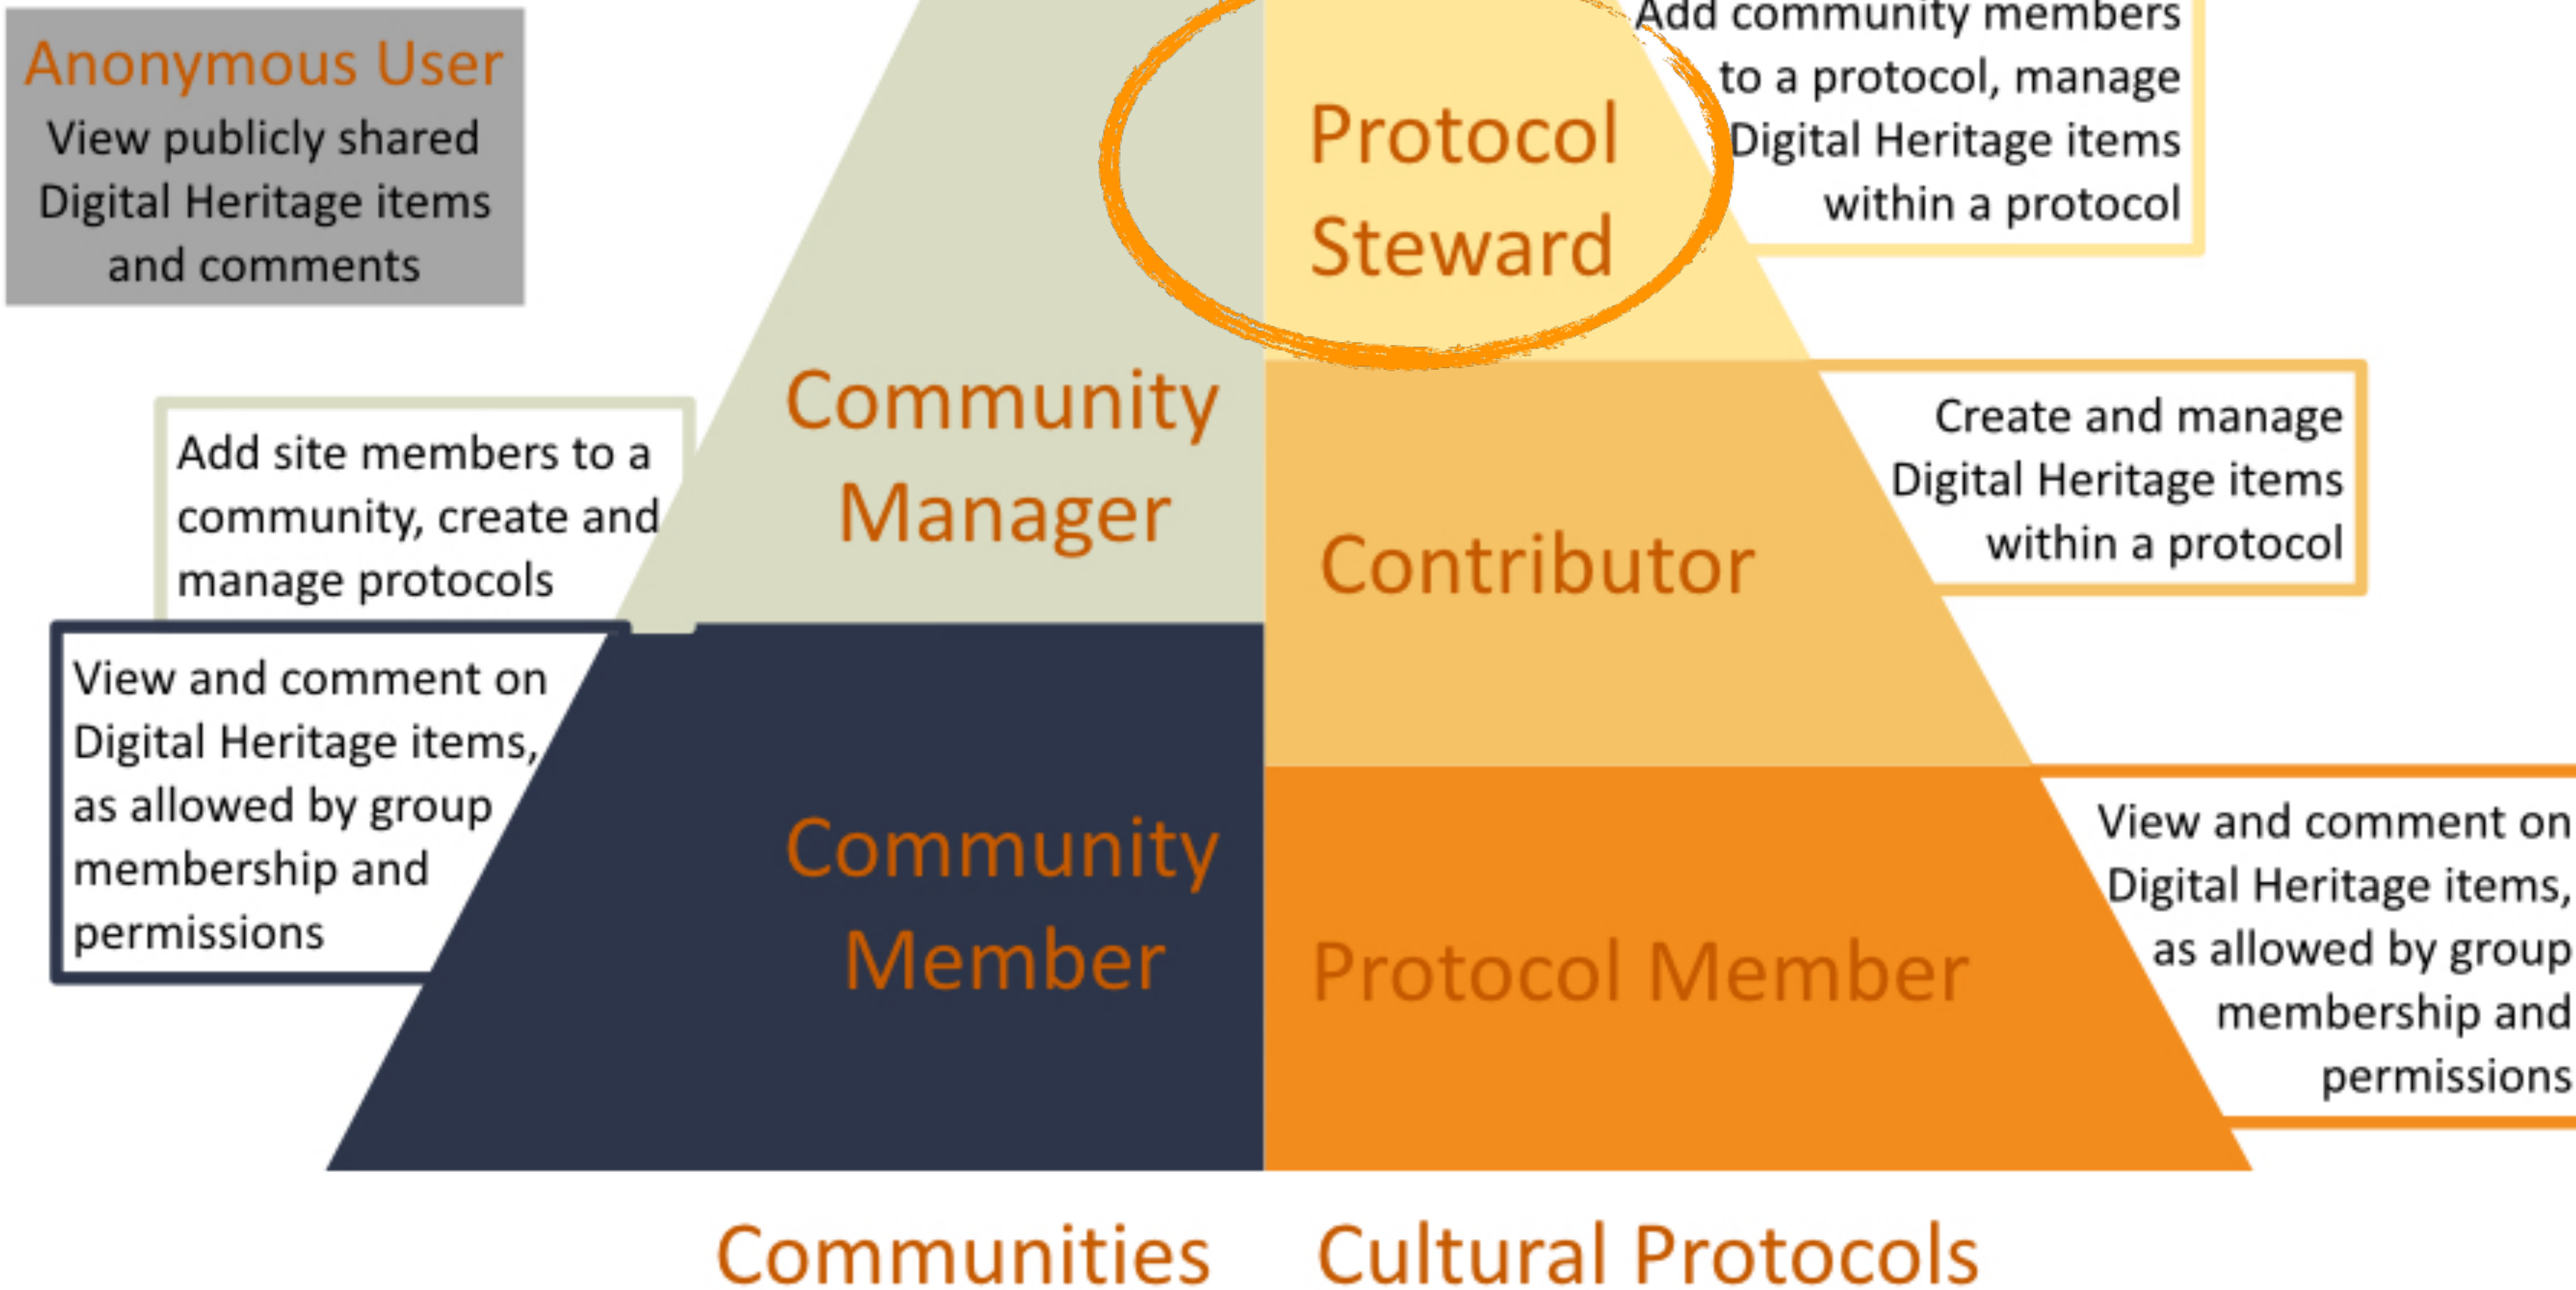 Anonymous User
View publicly shared
Digital Heritage items
and comments
Add community members
to a protocol, manage
Digital Heritage items
within a protocol
Protocol
Steward
Community
Manager
Add site members to a
community, create and
manage protocols
Create and manage
Digital Heritage items
within a protocol
Contributor
View and comment on
Digital Heritage items,
as allowed by group
membership and
permissions
Community
Member
Protocol Member
View and comment on
Digital Heritage items,
as allowed by group
membership and
permissions
Communities
Cultural Protocols